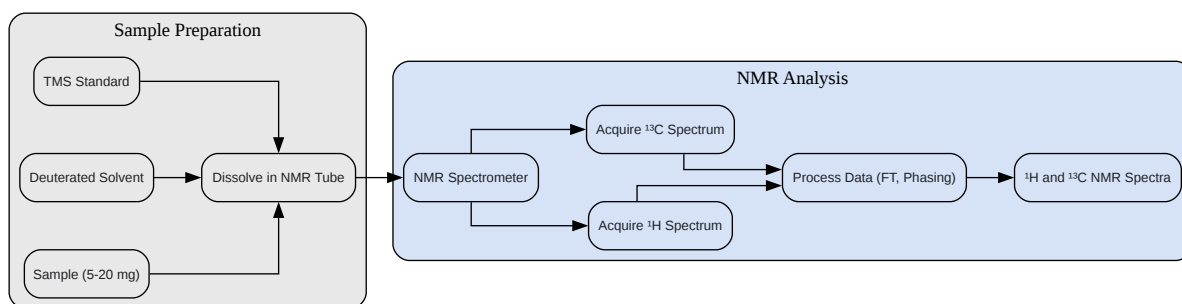 Sample Preparation
TMS Standard
Deuterated Solvent
Dissolve in NMR Tube
Sample (5-20 mg)
NMR Analysis
NMR Spectrometer
Acquire ¹³C Spectrum
Acquire ¹H Spectrum
Process Data (FT, Phasing)
¹H and ¹³C NMR Spectra